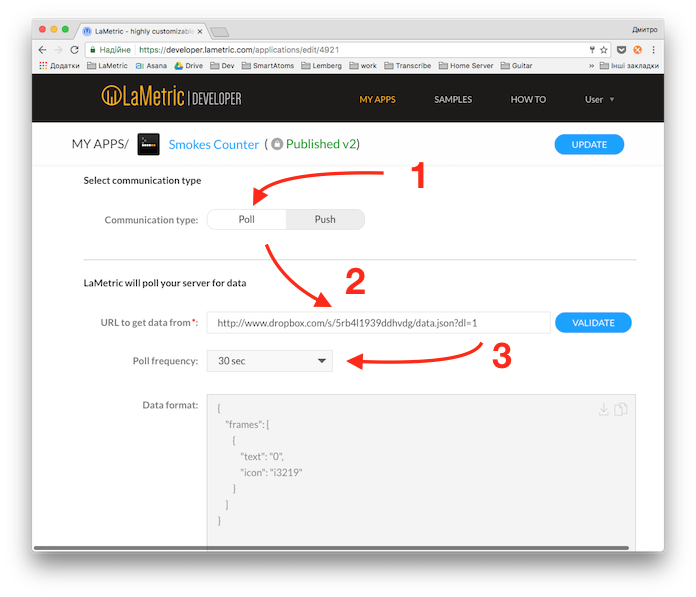 LaMetric - highly customizable
Дмитро
Надійне https://developer.lametric.com/applications/edit/4921
Додатки LaMetric Asana Drive Dev SmartAtoms Lemberg work Transcribe Home Server Guitar » Інші закладки
LaMetric | DEVELOPER MY APPS SAMPLES HOW TO User
MY APPS/ Smokes Counter ( Published v2) UPDATE
Select communication type
1
Communication type: Poll Push
2
LaMetric will poll your server for data
URL to get data from*: http://www.dropbox.com/s/5rb4l1939ddhvdg/data.json?dl=1 VALIDATE
3
Poll frequency: 30 sec
Data format: {
"frames": [
{
"text": "0",
"icon": "i3219"
}
]
}